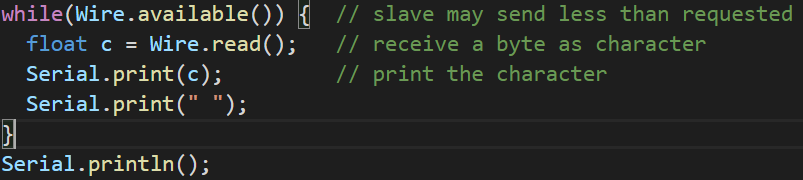 while(Wire.available()) {  // slave may send less than requested
  float c = Wire.read();   // receive a byte as character
  Serial.print(c);         // print the character
  Serial.print(" ");
}
Serial.println();